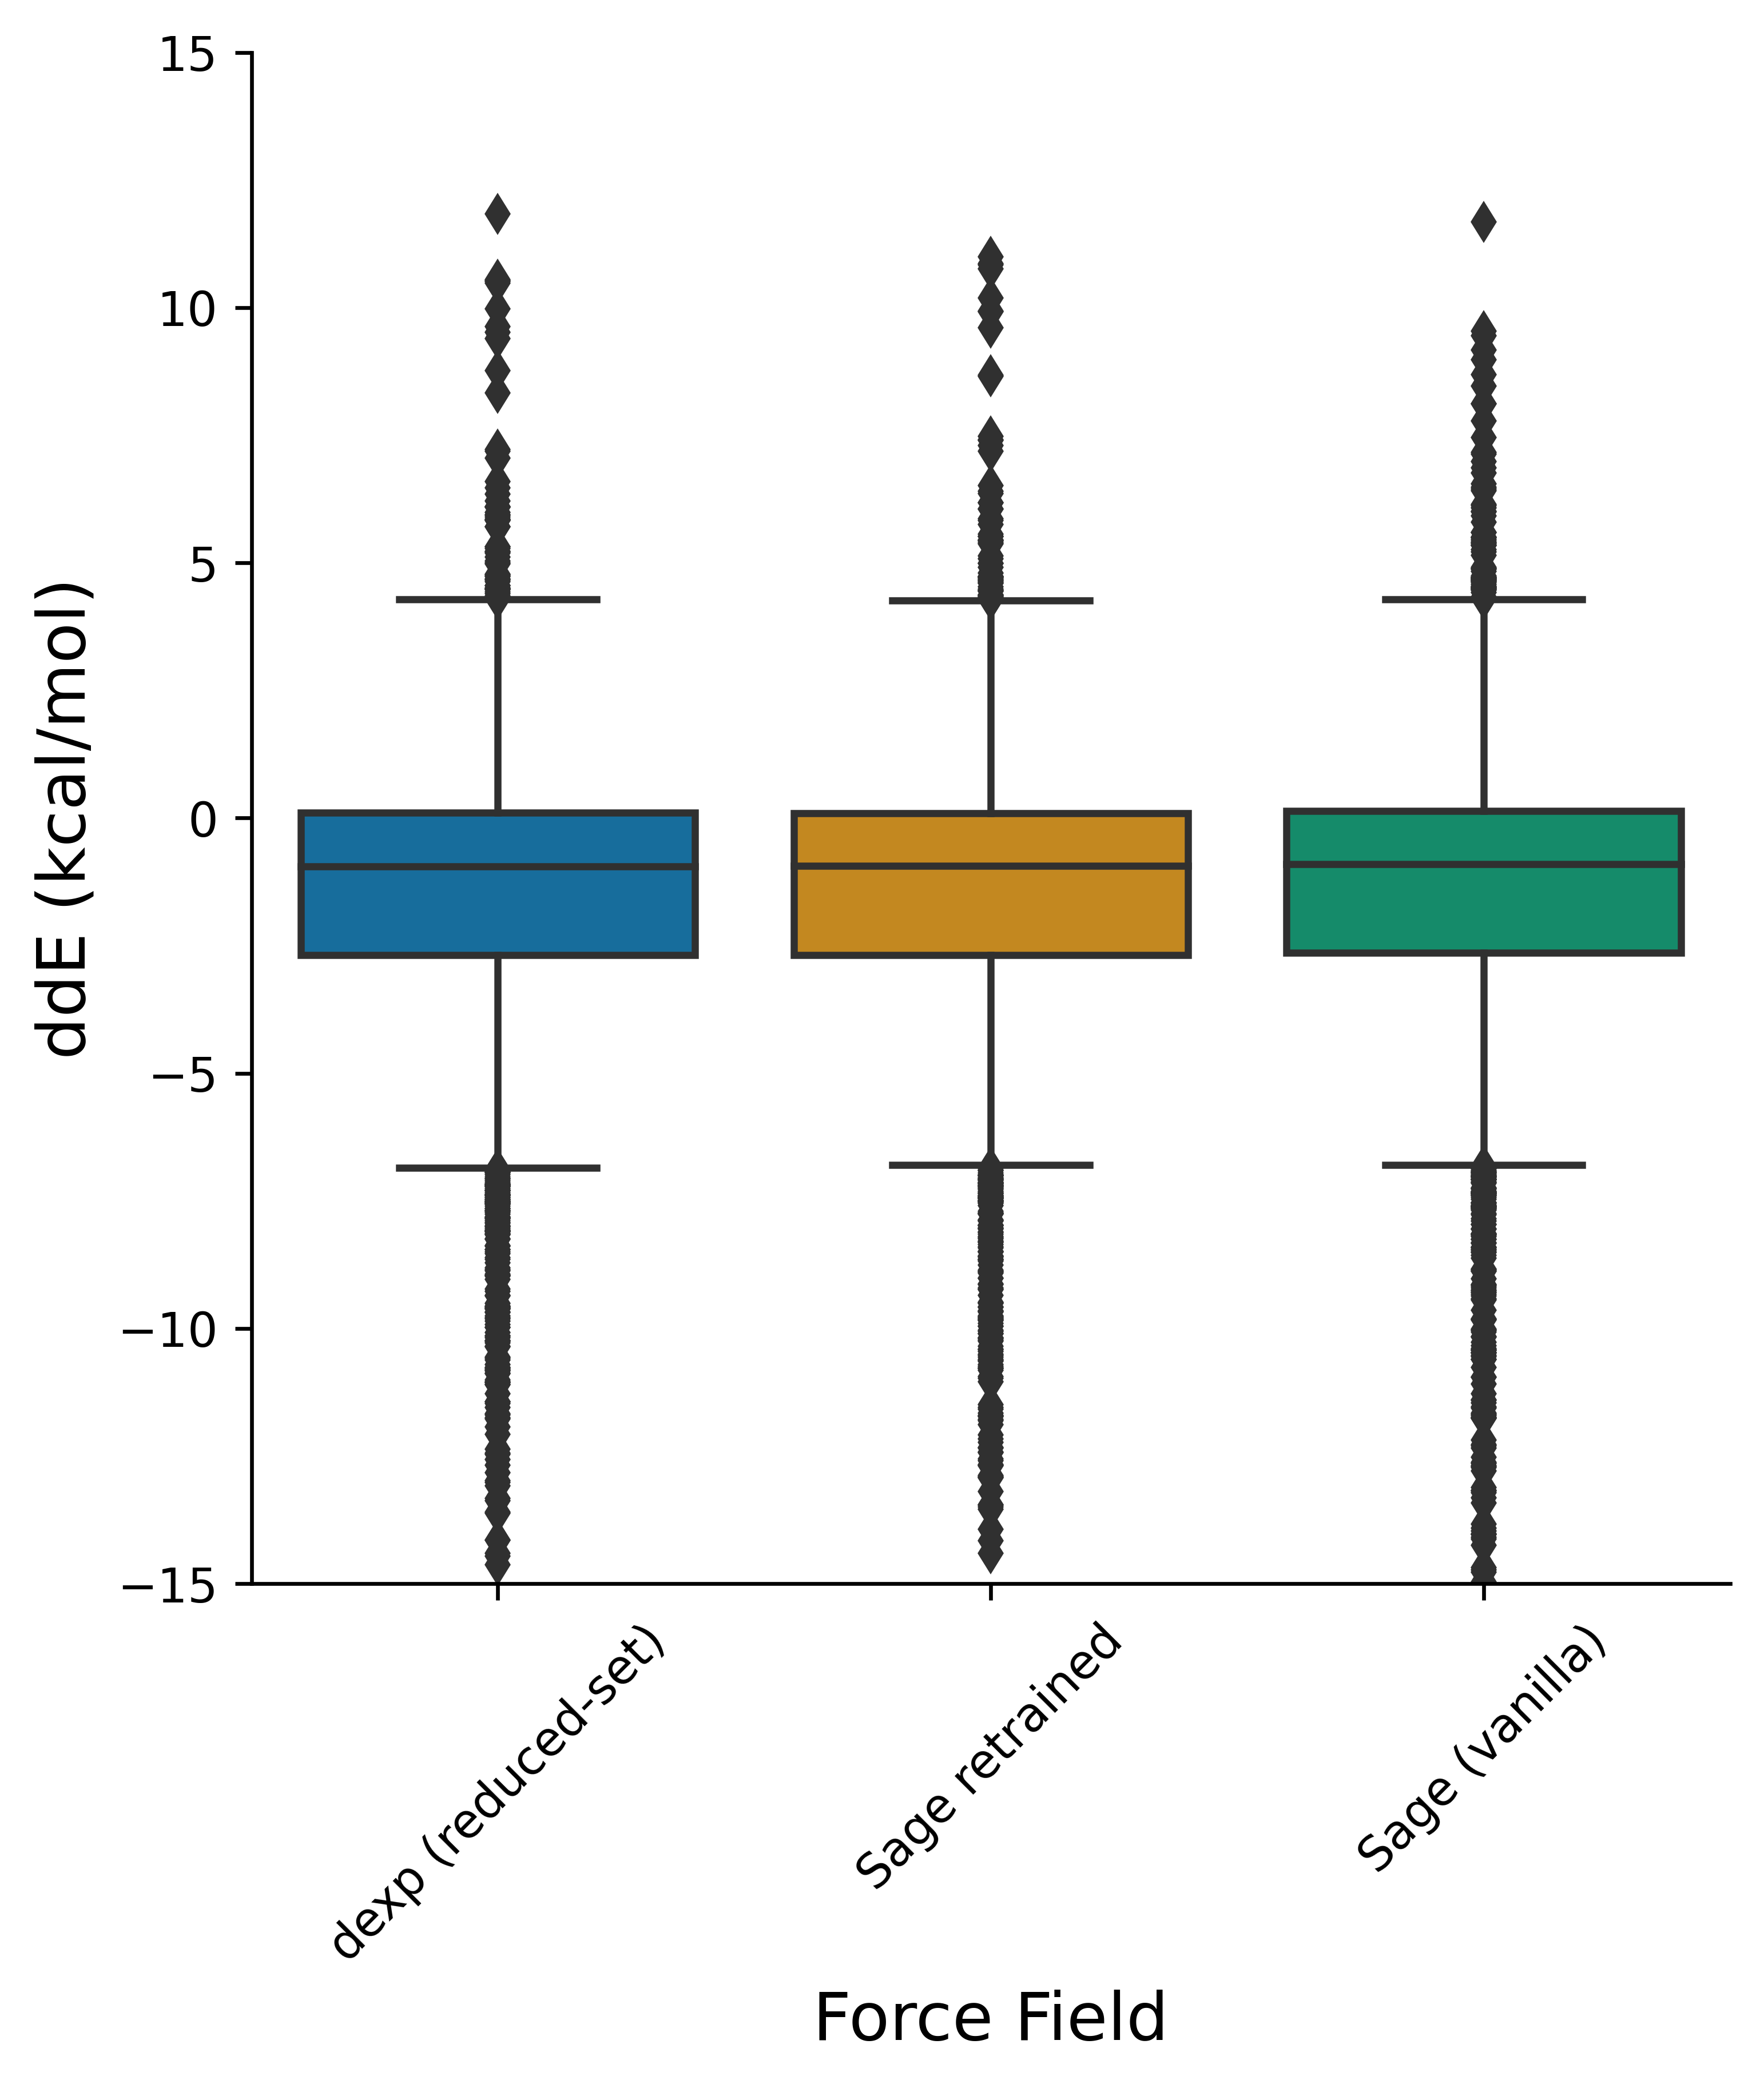 15
10
5
0
−5
−10
−15
ddE (kcal/mol)
dexp (reduced-set)
Sage retrained
Sage (vanilla)
Force Field